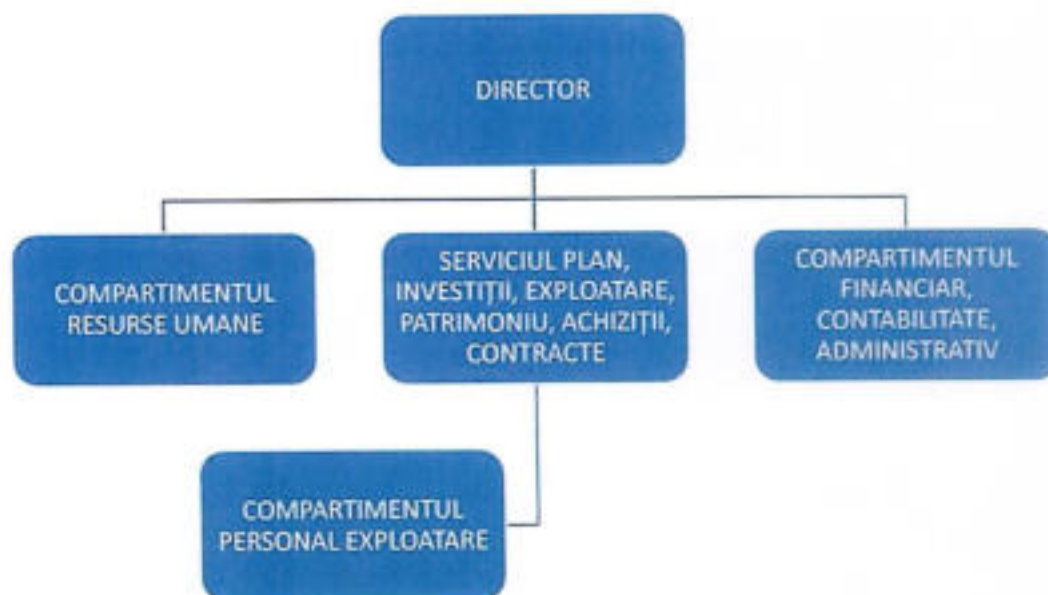 DIRECTOR
COMPARTIMENTUL
RESURSE UMANE
SERVICIUL PLAN,
INVESTIȚII, EXPLOATARE,
PATRIMONIU, ACHIZIȚII,
CONTRACTE
COMPARTIMENTUL
FINANCIAR,
CONTABILITATE,
ADMINISTRATIV
COMPARTIMENTUL
PERSONAL EXPLOATARE